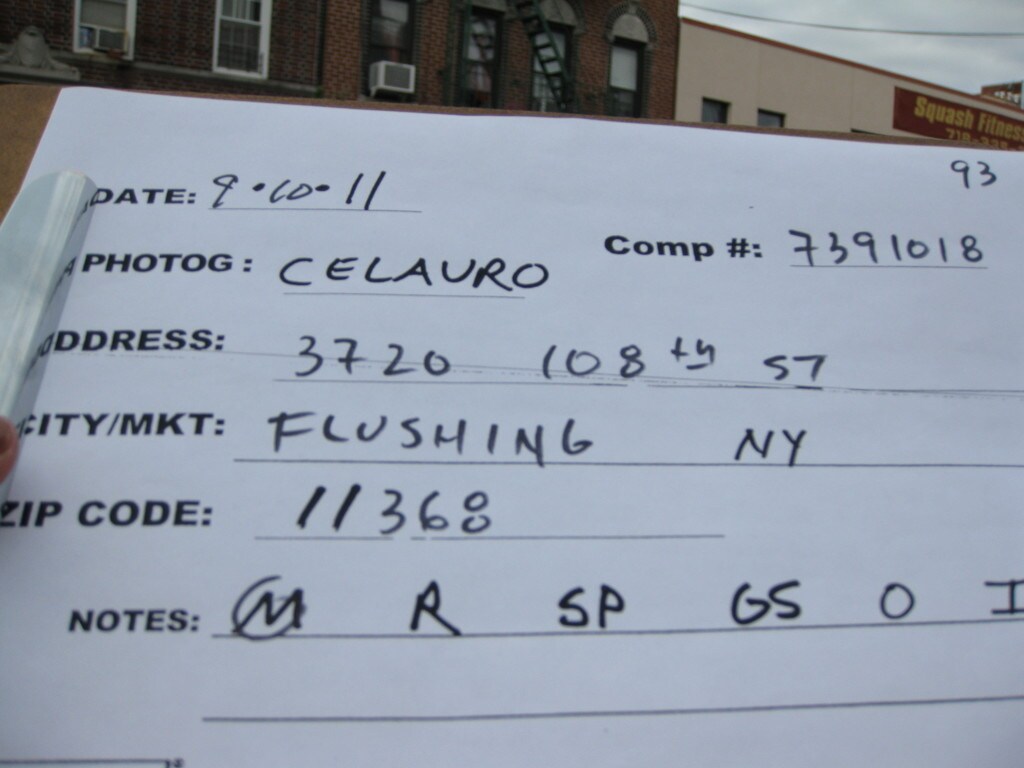 Squash Fitness
93
DATE: 9.10.11
Comp #: 7391018
PHOTOG: CELAURO
ADDRESS: 3720 108th ST
CITY/MKT: FLUSHING NY
ZIP CODE: 11368
NOTES: M R SP GS O I